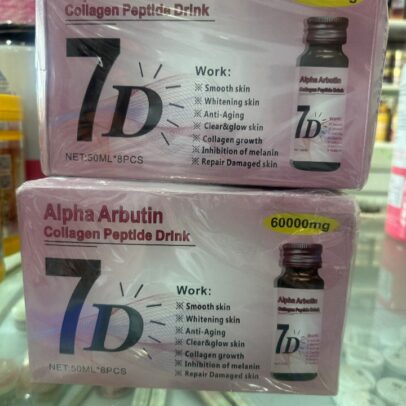 Collagen Peptide Drink
7D
Work:
※ Smooth skin
※ Whitening skin
※ Anti-Aging
※ Clear&glow skin
※ Collagen growth
※ Inhibition of melanin
※ Repair Damaged skin
NET:50ML*8PCS
Alpha Arbutin
Collagen Peptide Drink
7D
Alpha Arbutin
Collagen Peptide Drink
60000mg
7D
Work:
※ Smooth skin
※ Whitening skin
※ Anti-Aging
※ Clear&glow skin
※ Collagen growth
※ Inhibition of melanin
※ Repair Damaged skin
NET:50ML*8PCS
Alpha Arbutin
Collagen Peptide Drink
7D